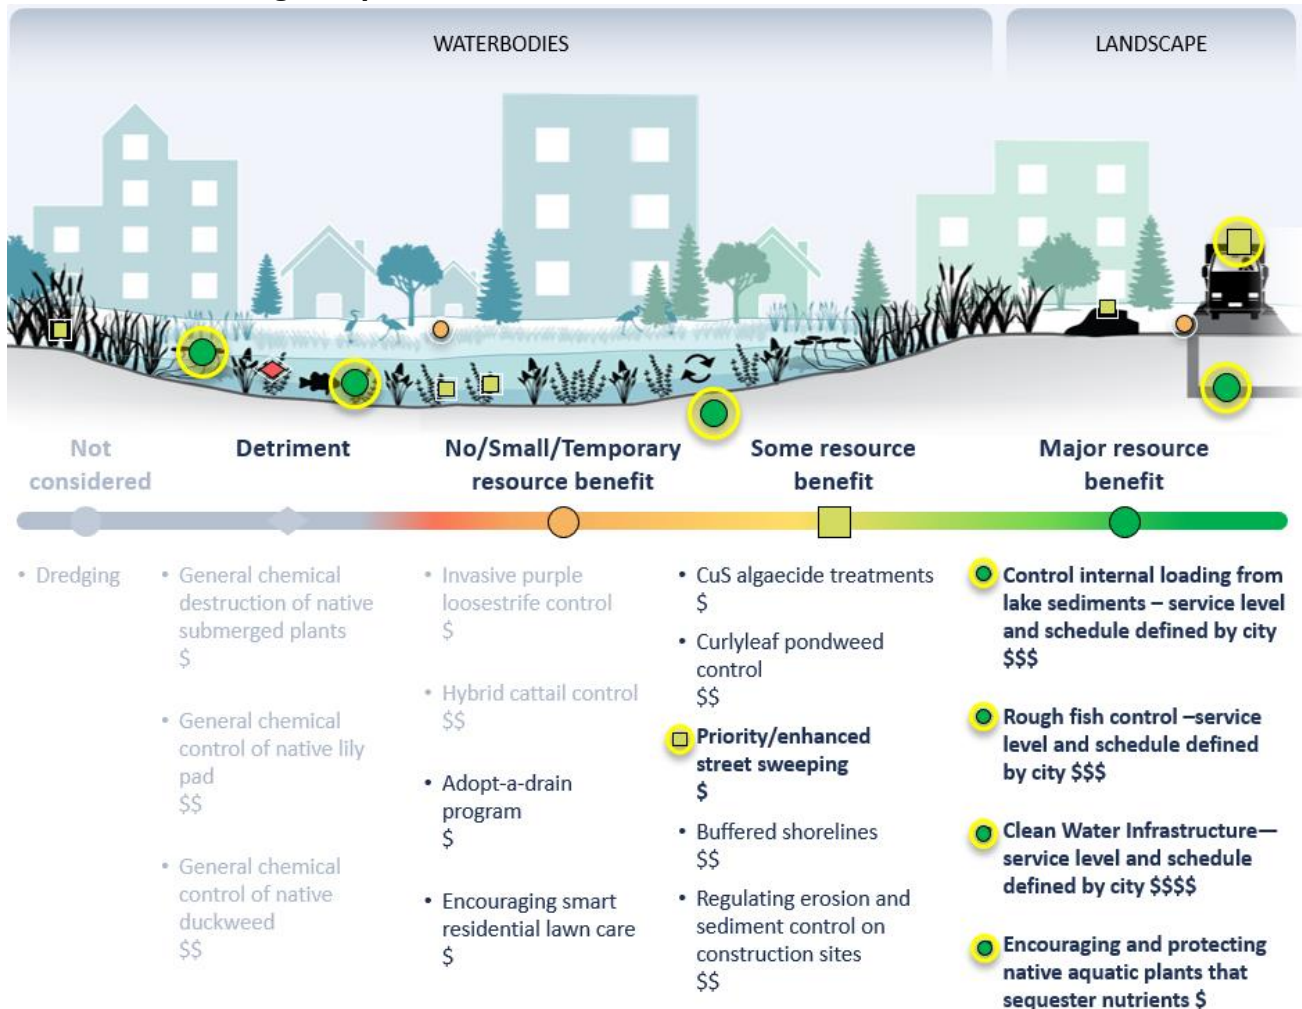 WATERBODIES
LANDSCAPE
Not
considered
Detriment
No/Small/Temporary
resource benefit
Some resource
benefit
Major resource
benefit
• Dredging
• General chemical
destruction of native
submerged plants
$
• General chemical
control of native lily
pad
$$
• General chemical
control of native
duckweed
$$
• Invasive purple
loosestrife control
$
• Hybrid cattail control
$$
• Adopt-a-drain
program
$
• Encouraging smart
residential lawn care
$
• CuS algaecide treatments
$
• Curlyleaf pondweed
control
$$
Priority/enhanced
street sweeping
$
• Buffered shorelines
$$
• Regulating erosion and
sediment control on
construction sites
$$
Control internal loading from
lake sediments – service level
and schedule defined by city
$$$
Rough fish control –service
level and schedule defined
by city $$$
Clean Water Infrastructure—
service level and schedule
defined by city $$$$
Encouraging and protecting
native aquatic plants that
sequester nutrients $